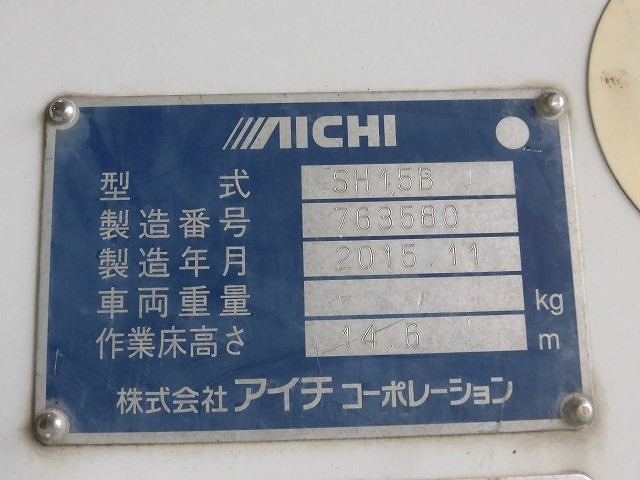 AICHI
型式 SH15B
製造番号 763580
製造年月 2015.11
車両重量 - kg
作業床高さ 14.6 m
株式会社 アイチ コーポレーション